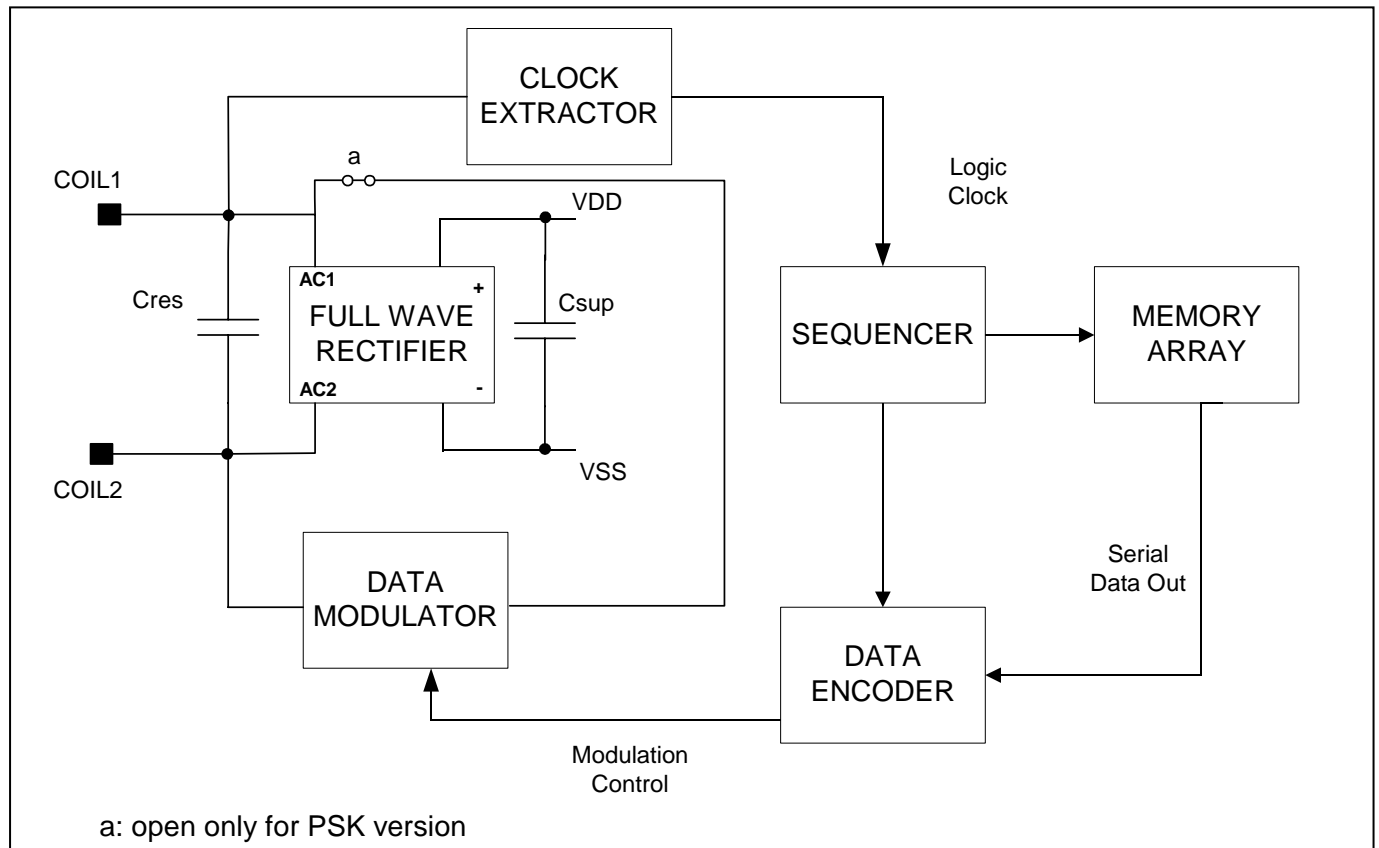 CLOCK
EXTRACTOR
a
COIL1
VDD
Logic
Clock
AC1
+
Cres
FULL WAVE
RECTIFIER
Csup
SEQUENCER
MEMORY
ARRAY
AC2
-
COIL2
VSS
DATA
MODULATOR
Serial
Data Out
DATA
ENCODER
Modulation
Control
a: open only for PSK version